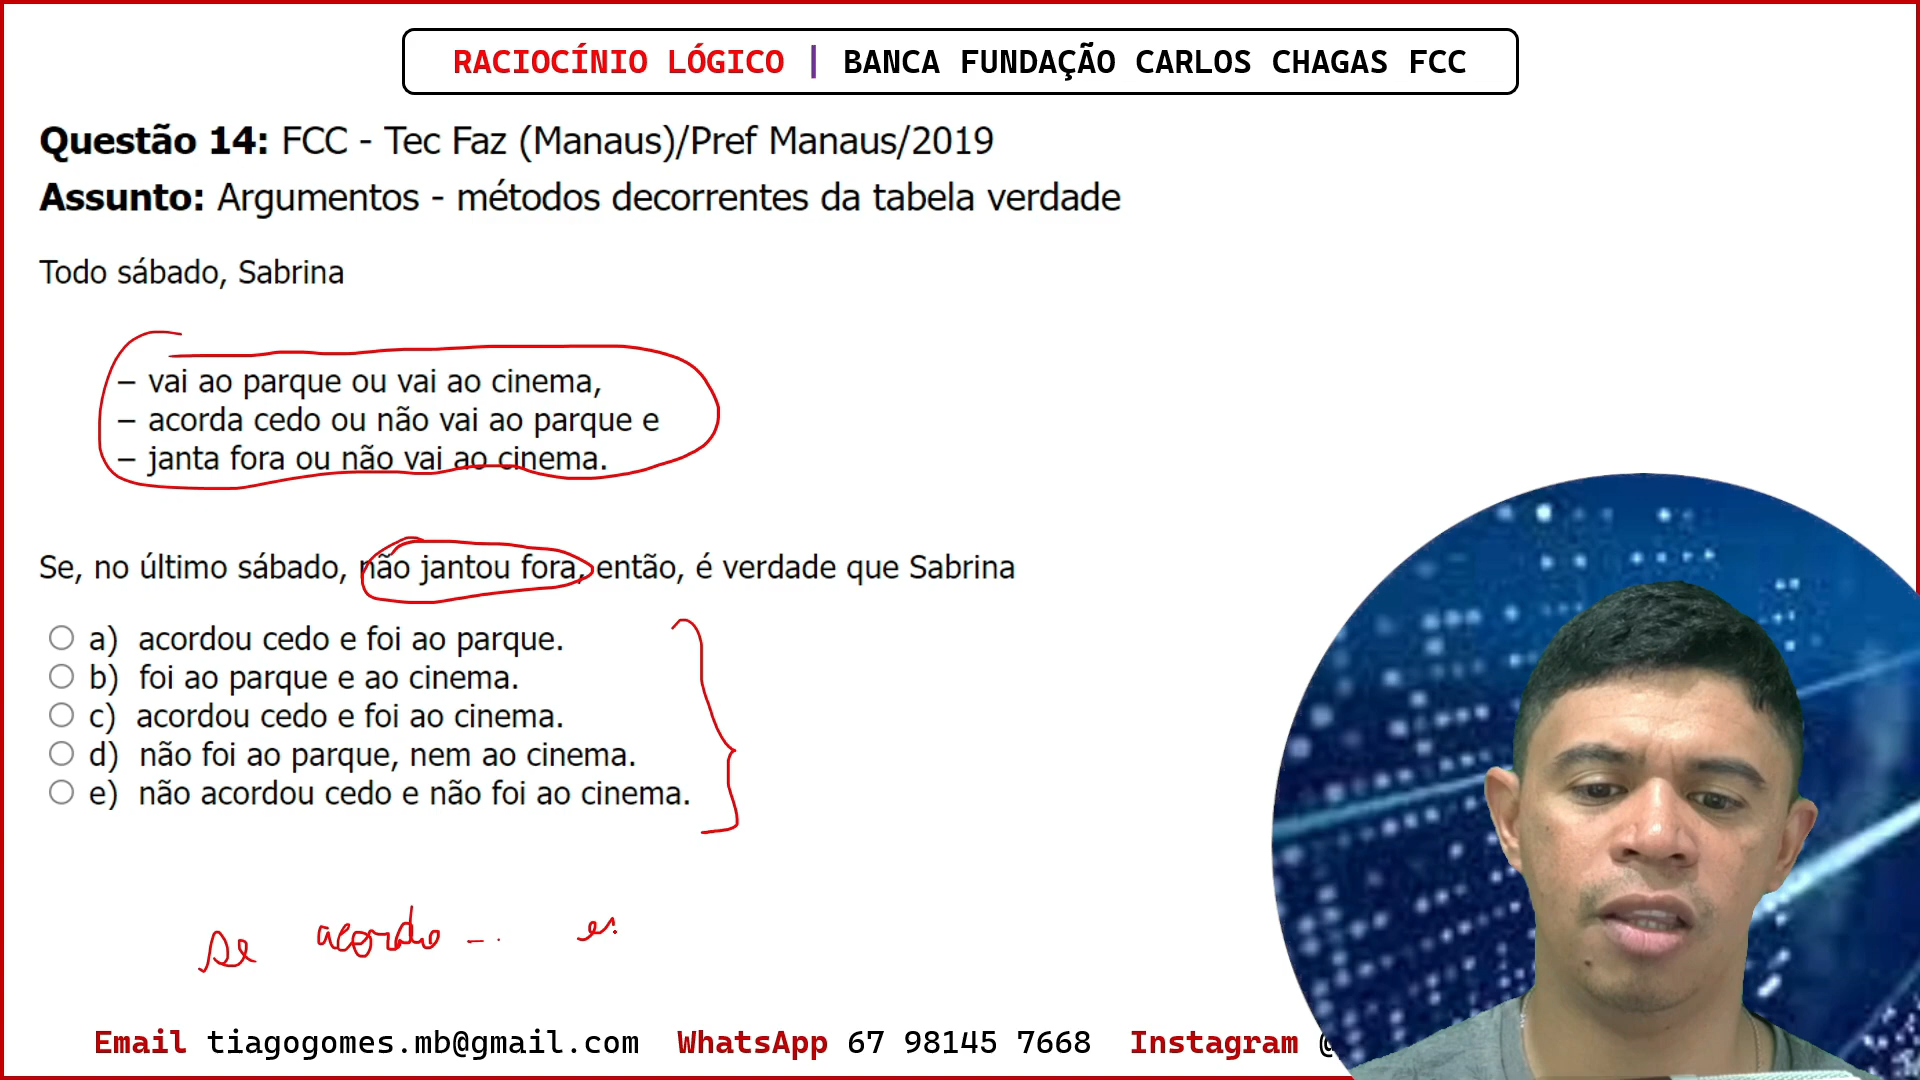 RACIOCÍNIO LÓGICO | BANCA FUNDAÇÃO CARLOS CHAGAS FCC
Questão 14: FCC - Tec Faz (Manaus)/Pref Manaus/2019
Assunto: Argumentos - métodos decorrentes da tabela verdade
Todo sábado, Sabrina
– vai ao parque ou vai ao cinema,
– acorda cedo ou não vai ao parque e
– janta fora ou não vai ao cinema.
Se, no último sábado, não jantou fora, então, é verdade que Sabrina
a) acordou cedo e foi ao parque.
b) foi ao parque e ao cinema.
c) acordou cedo e foi ao cinema.
d) não foi ao parque, nem ao cinema.
e) não acordou cedo e não foi ao cinema.
Se
Email tiagogomes.mb@gmail.com WhatsApp 67 98145 7668 Instagram @